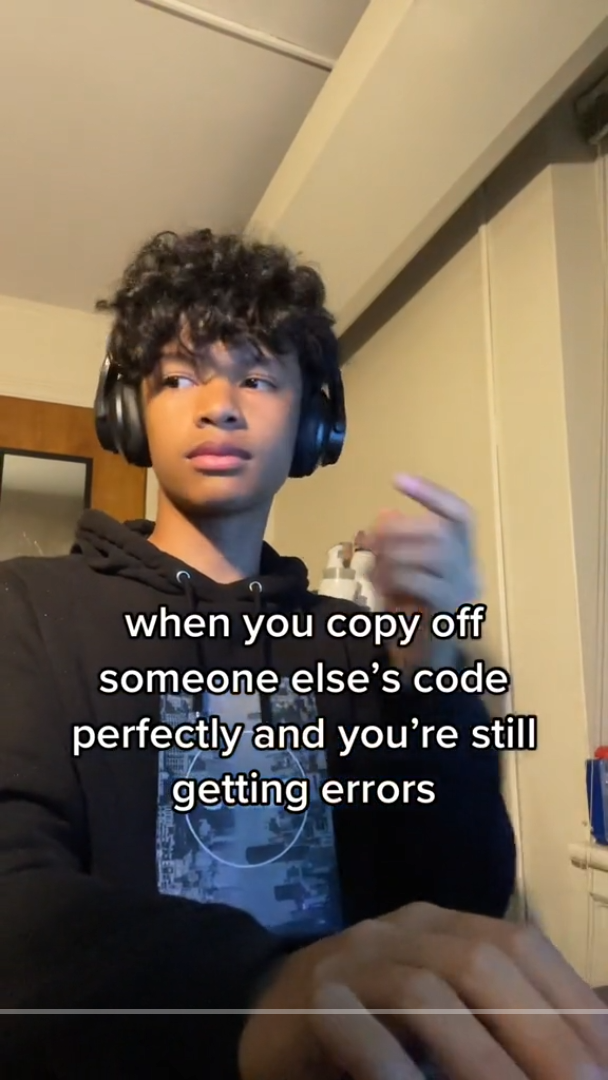 when you copy off
someone else’s code
perfectly and you’re still
getting errors